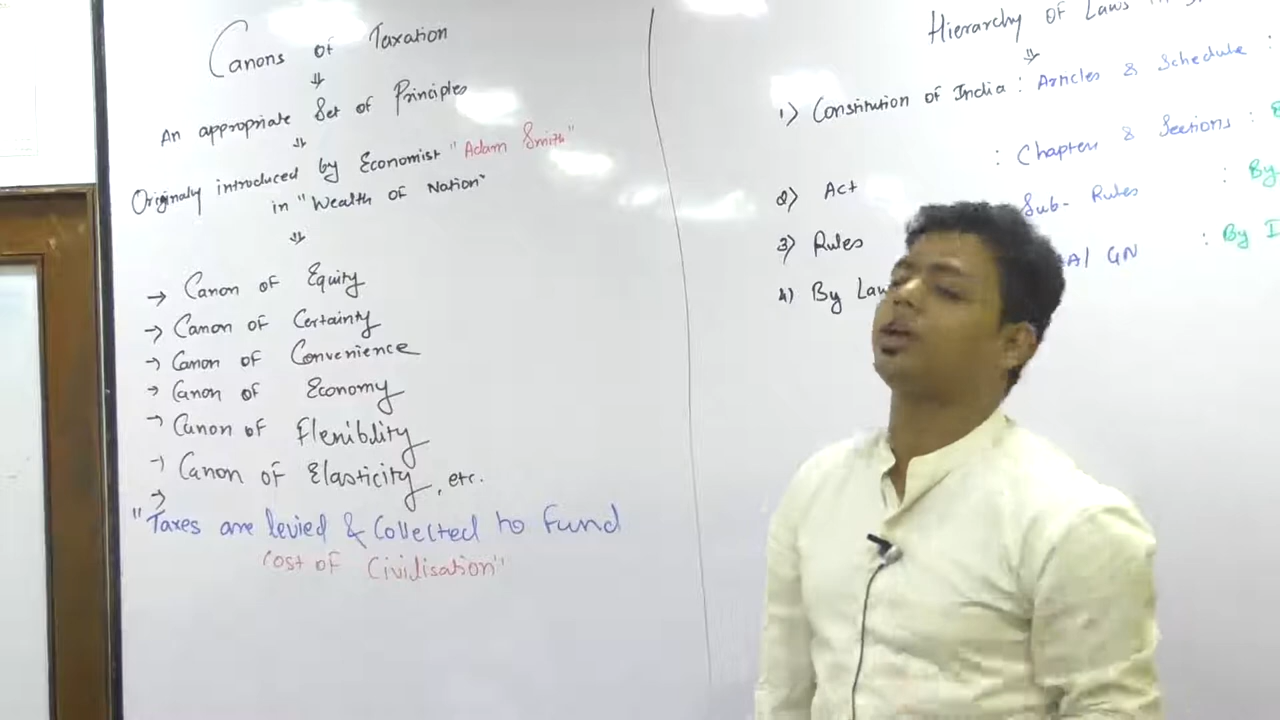 Canons of Taxation
⇓
An appropriate Set of Principles
⇓
Originally introduced by Economist "Adam Smith"
in "Wealth of Nation"
⇓
→ Canon of Equity
→ Canon of Certainty
→ Canon of Convenience
→ Canon of Economy
→ Canon of Flexibility
→ Canon of Elasticity, etc.
→
"Taxes are levied & Collected to fund
Cost of Civilisation"
Hierarchy of Laws
⇓
1) Constitution of India : Articles & Schedule :
: Chapters & Sections :
2) Act
Sub-Rules : By
3) Rules
GN : By
4) By Law